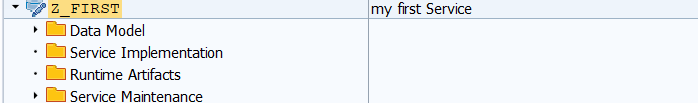 Z_FIRST my first Service
Data Model
Service Implementation
Runtime Artifacts
Service Maintenance